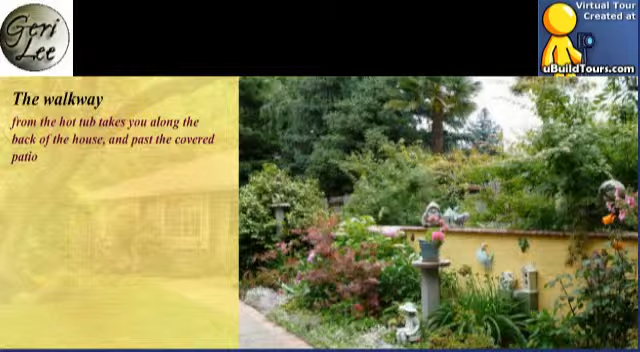 Geri
Lee
Virtual Tour
Created at
uBuildTours.com
The walkway
from the hot tub takes you along the
back of the house, and past the covered
patio